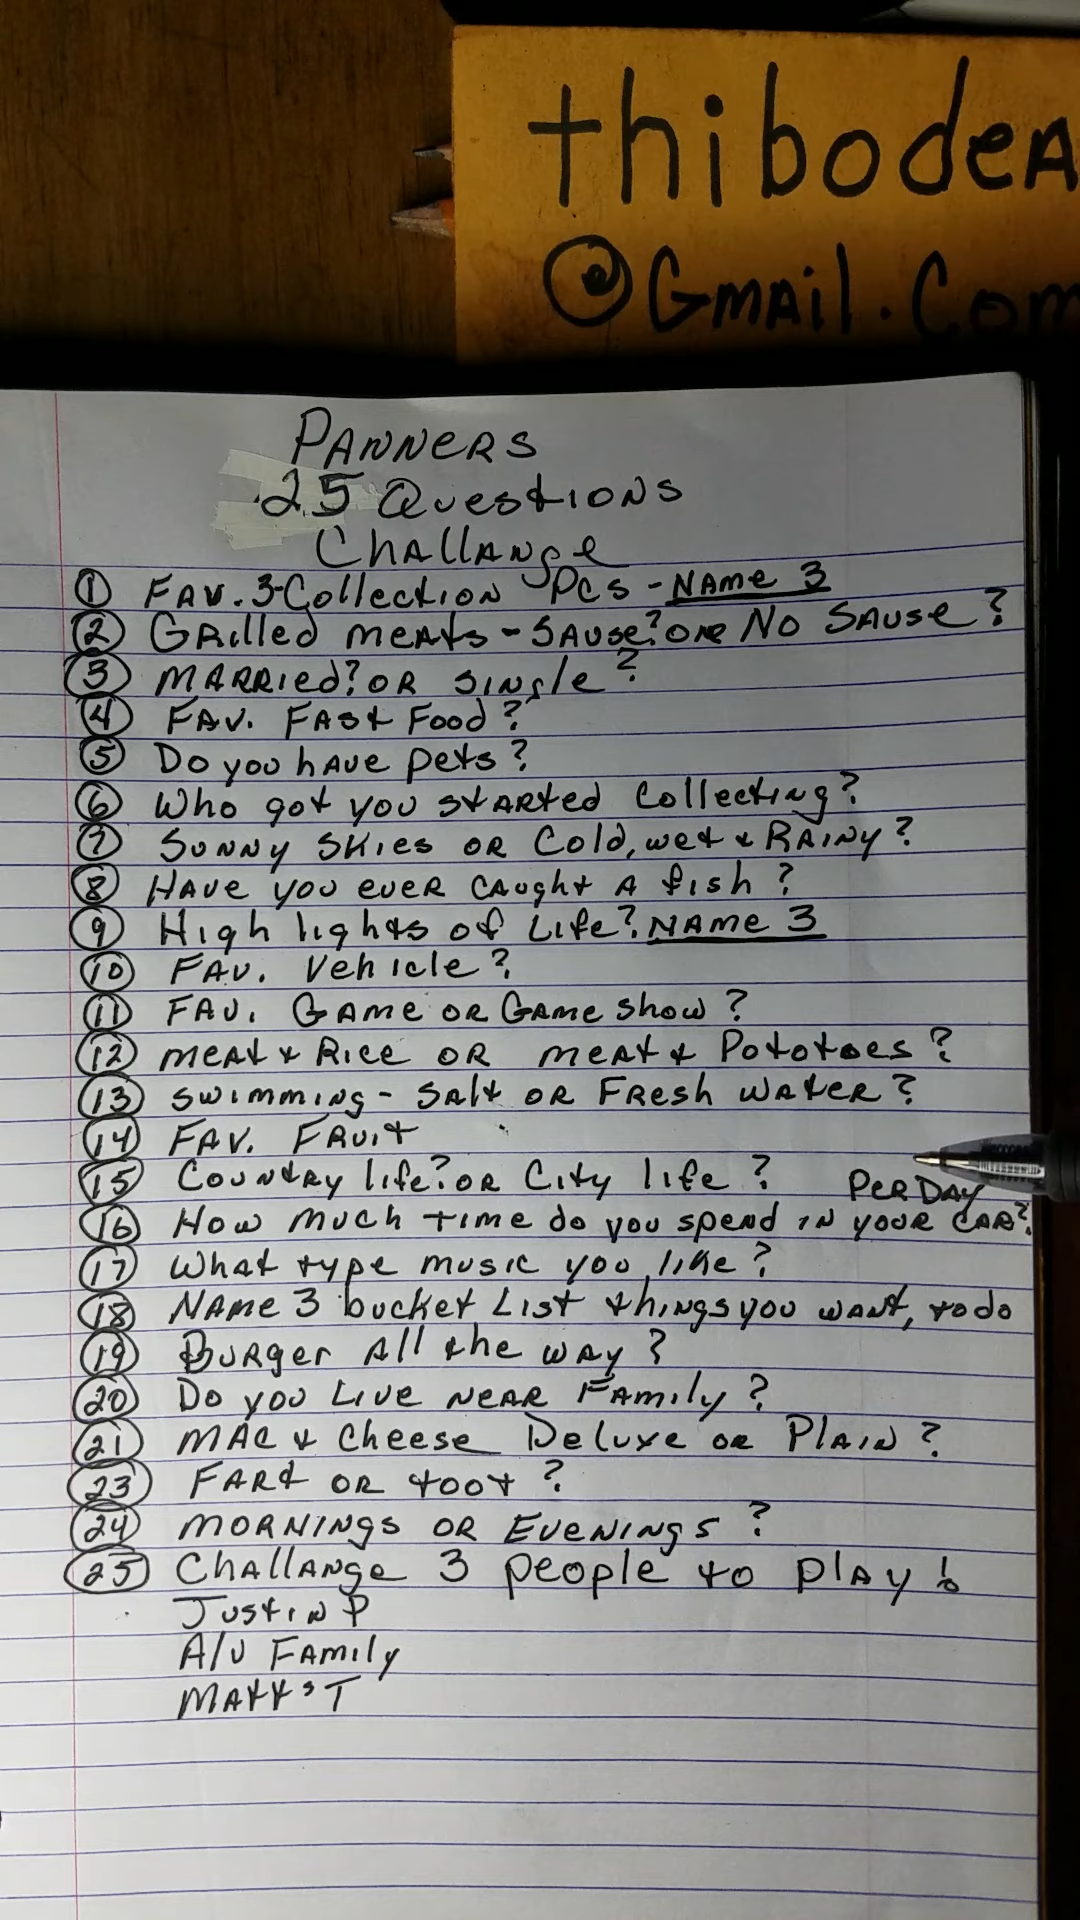 thibodeA
@GMAil.Com
PANNERS
25 Questions
CHALLANge
1 FAV. 3-Collection Pcs - NAME 3
2 GRilled meats - SAUSe? or No SAUSe?
3 MARRied? OR SINgle?
4 FAV. FAst Food?
5 Do you hAve pets?
6 Who got you stARted Collecting?
7 SUNNY SKies OR Cold, wet & RAINY?
8 HAve you eveR CAught A fish?
9 High lights of Life? NAME 3
10 FAV. Vehicle?
11 FAV. GAME OR GAME Show?
12 MEAt & Rice OR MEAt & Pototoes?
13 SWIMMINg - SAlt OR FResh WAteR?
14 FAV. FRuit
15 CouNtRy life? OR City life?
PeR DAY
16 How Much time do you speNd IN YOUR CAR?
17 WhAt type Music you like?
18 NAME 3 bucket List thiNgs you WANt, to do
19 BuRgeR All the WAY?
20 Do you Live NeAR FAmily?
21 MAC & Cheese Deluxe or PlAiN?
23 FARt OR toot?
24 MORNINgs OR EveNiNgs?
25 ChAllANge 3 people to plAy!
JustiN P
A/U FAMily
MAtt's T